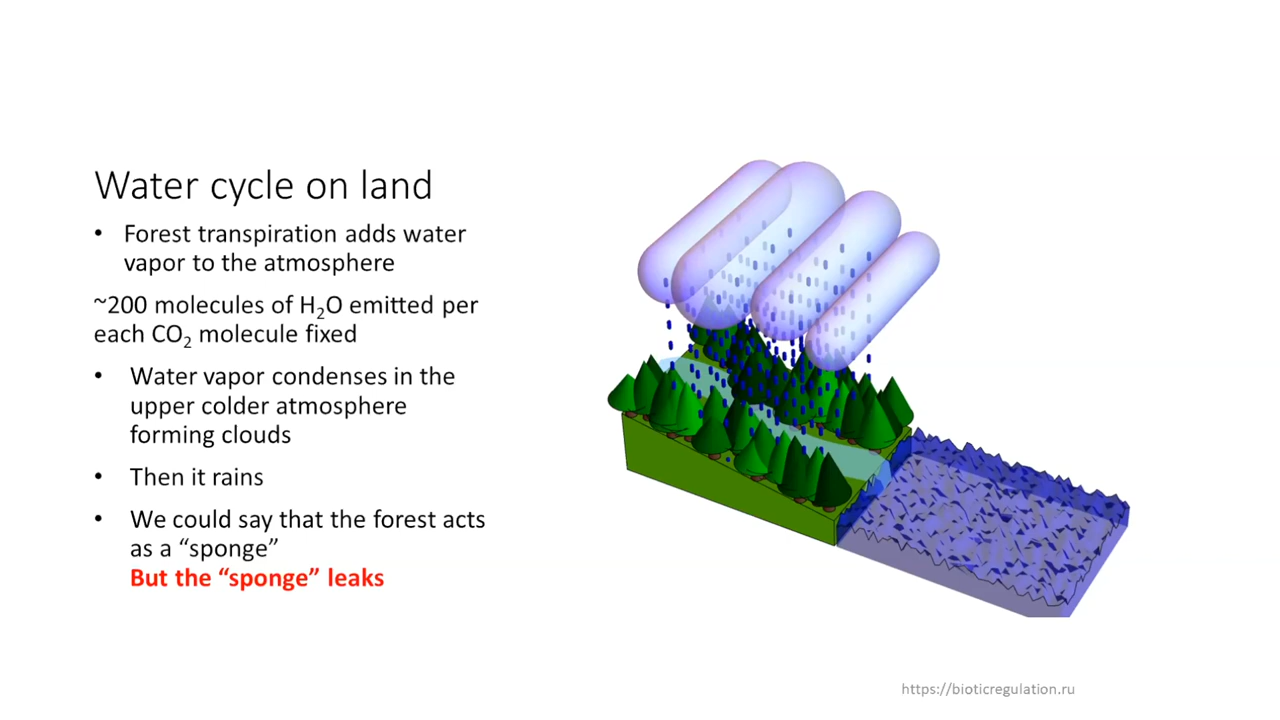 Water cycle on land
• Forest transpiration adds water
vapor to the atmosphere
~200 molecules of H₂O emitted per
each CO₂ molecule fixed
• Water vapor condenses in the
upper colder atmosphere
forming clouds
• Then it rains
• We could say that the forest acts
as a “sponge”
But the “sponge” leaks
https://bioticregulation.ru